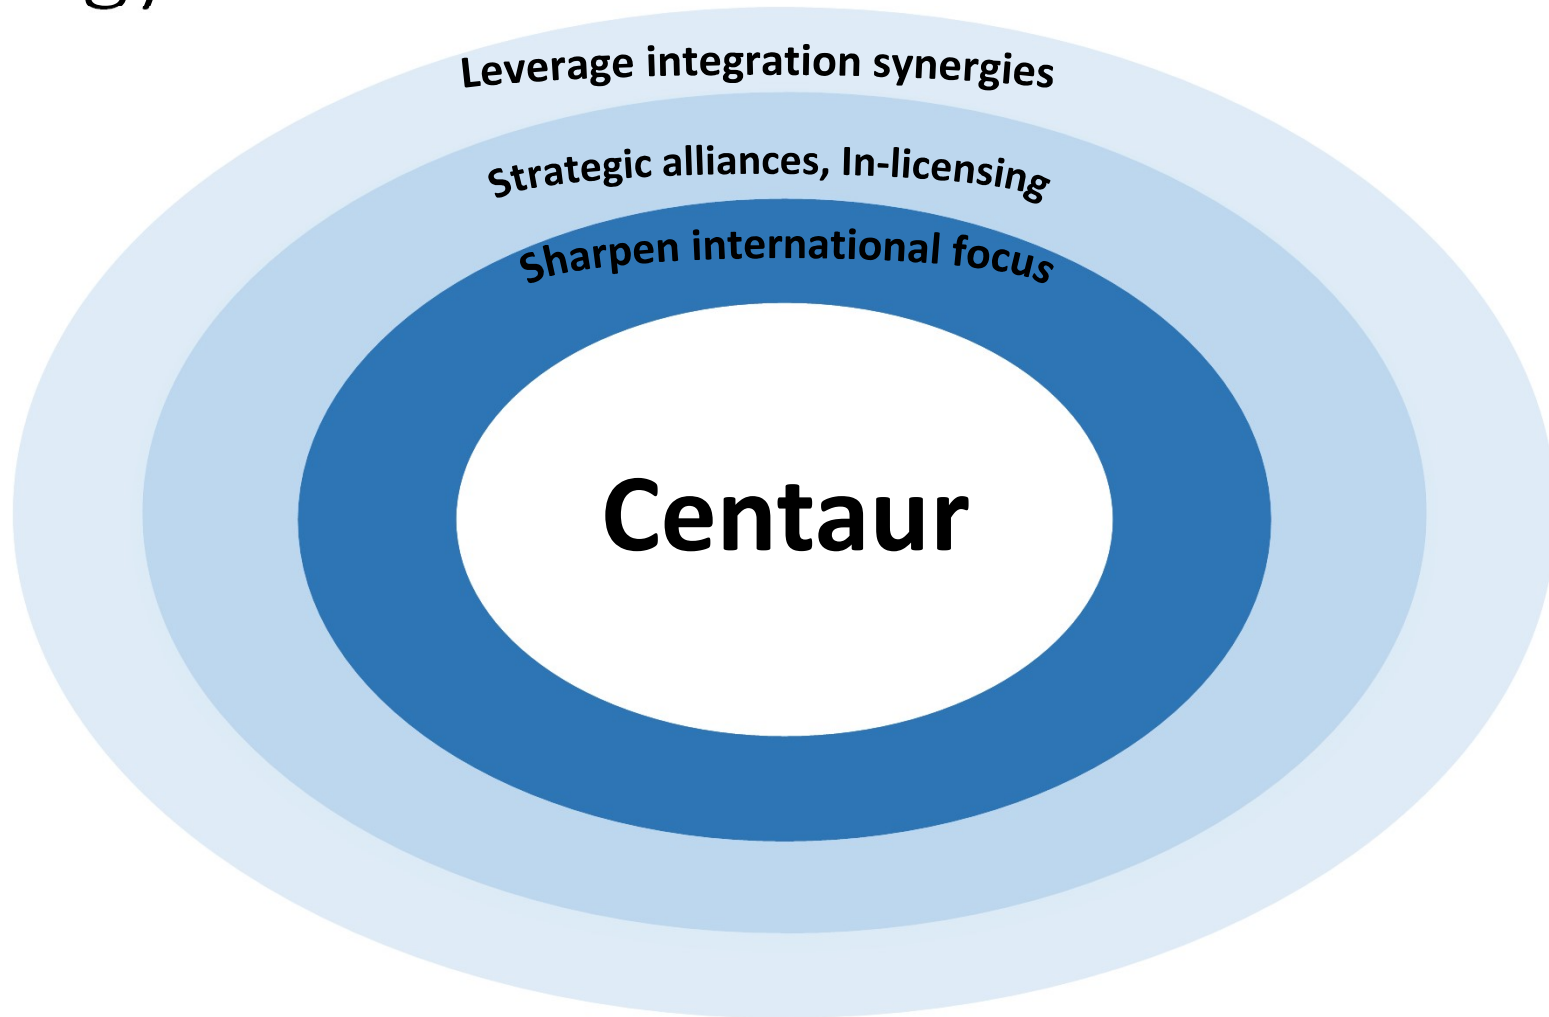 Leverage integration synergies
Strategic alliances, In-licensing
Sharpen international focus
Centaur